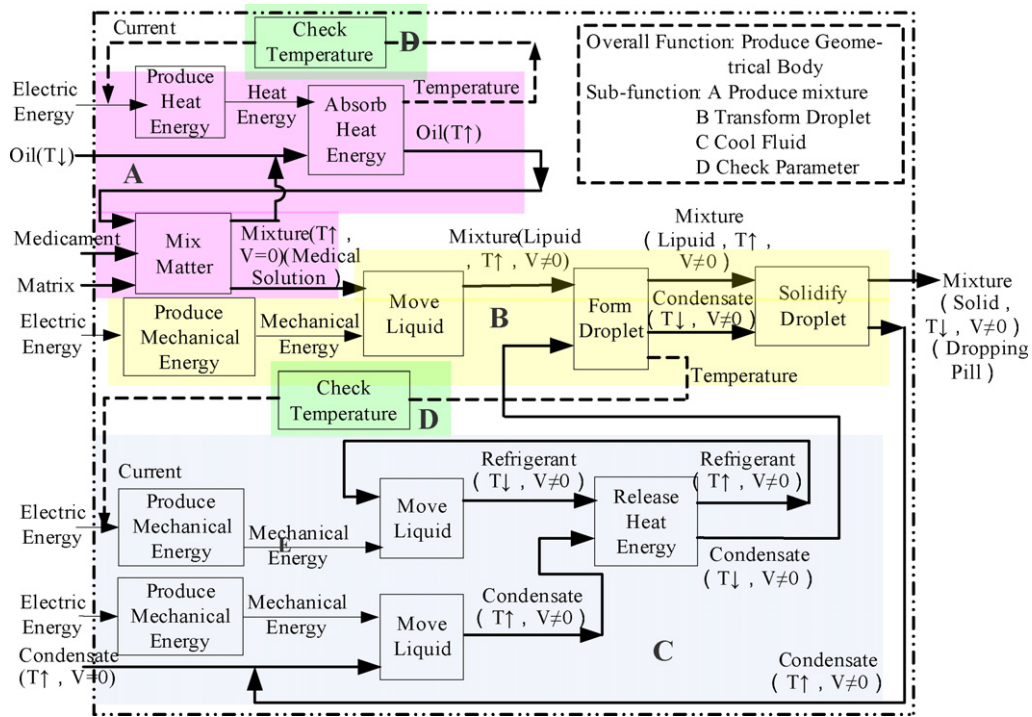 Current
Check
Temperature
D
Overall Function: Produce Geome-
trical Body
Sub-function: A Produce mixture
B Transform Droplet
C Cool Fluid
D Check Parameter
Electric
Energy
Produce
Heat
Energy
Heat
Energy
Absorb
Heat
Energy
Temperature
Oil(T↑)
Oil(T↓)
A
Medicament
Matrix
Mix
Matter
Mixture(T↑ ,
V=0)(Medical
Solution)
Mixture(Lipuid
, T↑ , V≠0)
Mixture
( Lipuid , T↑ ,
V≠0)
Electric
Energy
Produce
Mechanical
Energy
Mechanical
Energy
Move
Liquid
B
Form
Droplet
Condensate
(T↓ , V≠0)
Solidify
Droplet
Mixture
( Solid ,
T↓ , V≠0)
( Dropping
Pill )
Temperature
Check
Temperature
D
Current
Electric
Energy
Produce
Mechanical
Energy
Mechanical
E
Energy
Move
Liquid
Refrigerant
( T↓ , V≠0)
Release
Heat
Energy
Refrigerant
( T↑ , V≠0)
Condensate
( T↓ , V≠0)
Electric
Energy
Produce
Mechanical
Energy
Mechanical
Energy
Move
Liquid
Condensate
( T↑ , V≠0)
C
Condensate
(T↑ , V=0)
Condensate
( T↑ , V≠0)